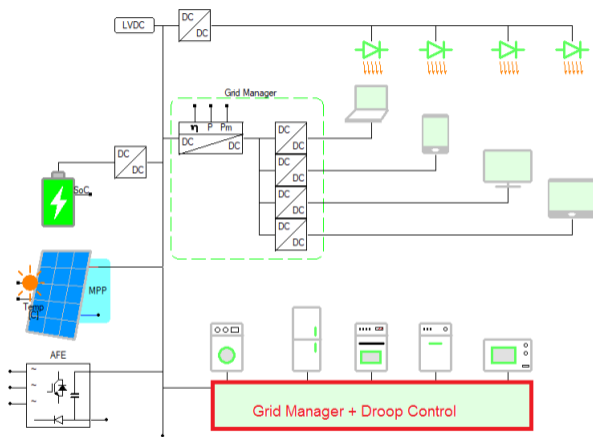 LVDC
DC
DC
Grid Manager
η P Pm
DC
DC
DC
DC
DC
DC
DC
DC
DC
DC
DC
DC
SoC
MPP
Temp
[C]
AFE
~
~
~
Grid Manager + Droop Control